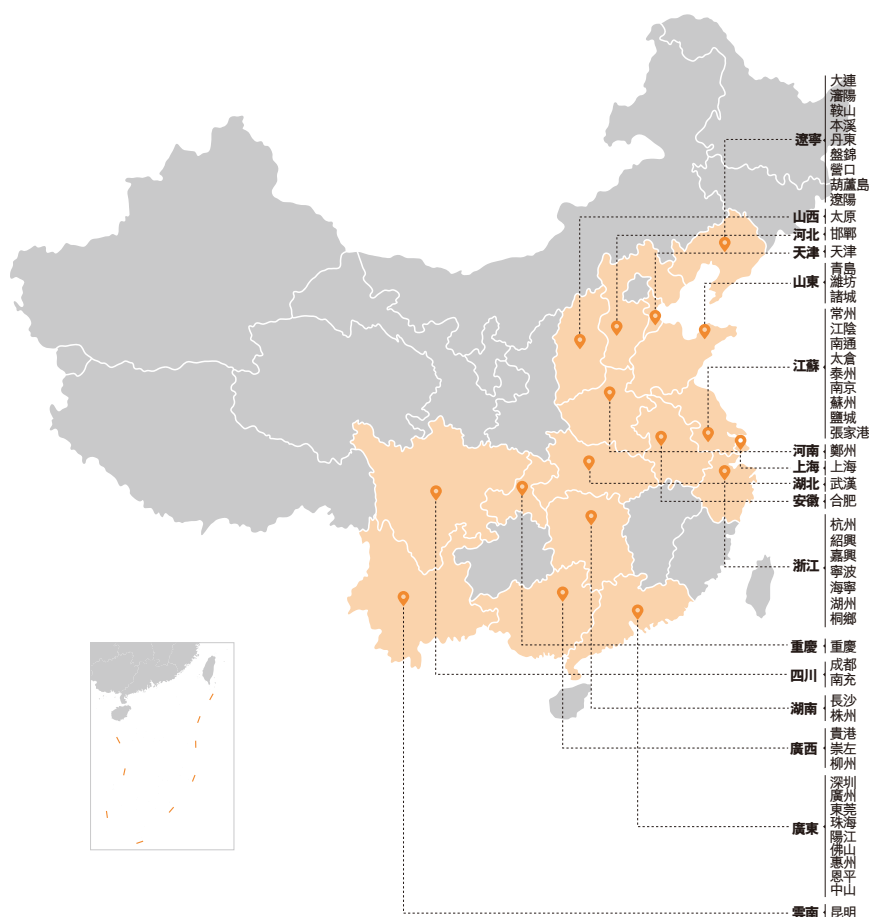 遼寧
大連
瀋陽
鞍山
本溪
丹東
盤錦
營口
葫蘆島
遼陽
山西 太原
河北 邯鄲
天津 天津
山東
青島
濰坊
諸城
江蘇
常州
江陰
南通
太倉
泰州
南京
蘇州
鹽城
張家港
河南 鄭州
上海 上海
湖北 武漢
安徽 合肥
浙江
杭州
紹興
嘉興
寧波
海寧
湖州
桐鄉
重慶 重慶
四川
成都
南充
湖南
長沙
株州
廣西
貴港
崇左
柳州
廣東
深圳
廣州
東莞
珠海
陽江
佛山
惠州
恩平
中山
雲南 昆明